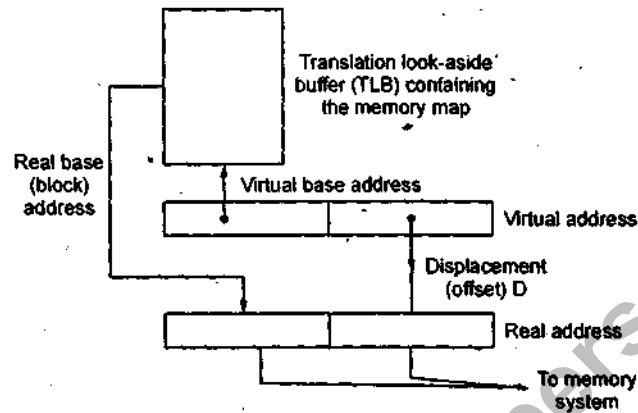 Translation look-aside
buffer (TLB) containing
the memory map
Real base
(block)
address
Virtual base address
Virtual address
Displacement
(offset) D
Real address
To memory
system
pers